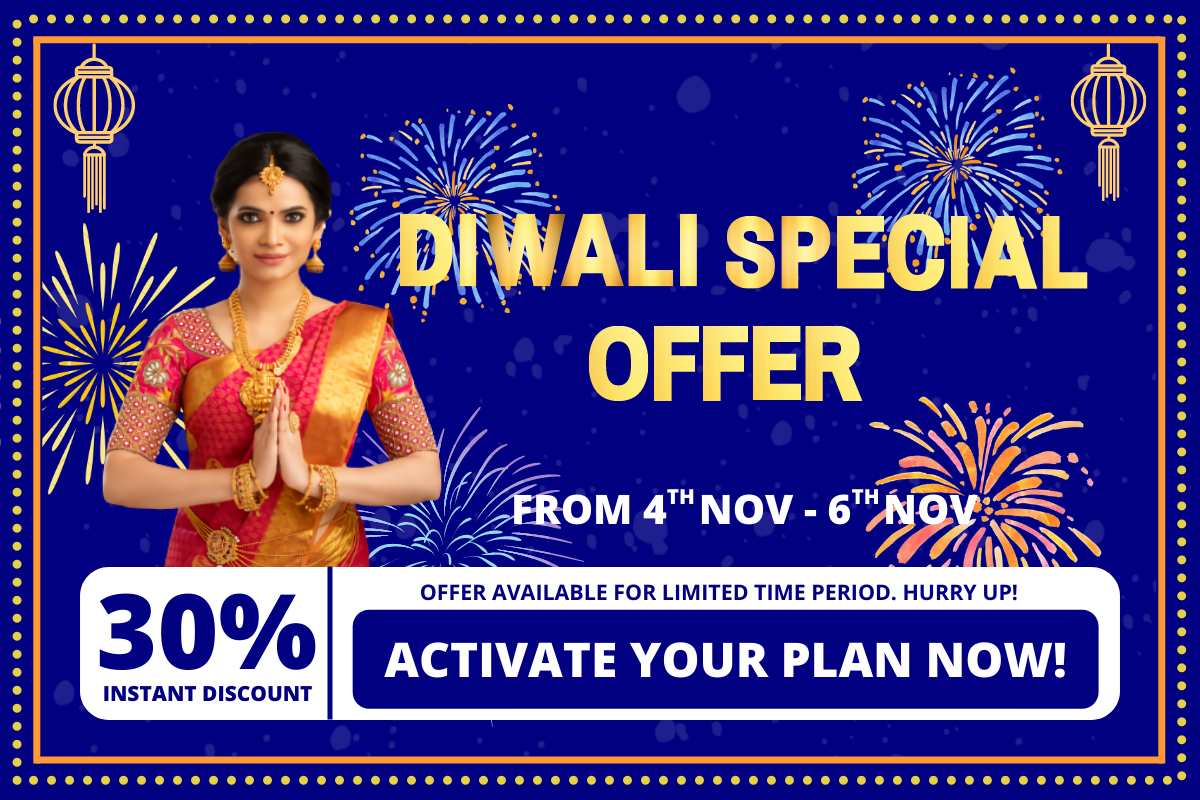 DIWALI SPECIAL
OFFER
FROM 4TH NOV - 6TH NOV
30%
INSTANT DISCOUNT
OFFER AVAILABLE FOR LIMITED TIME PERIOD. HURRY UP!
ACTIVATE YOUR PLAN NOW!